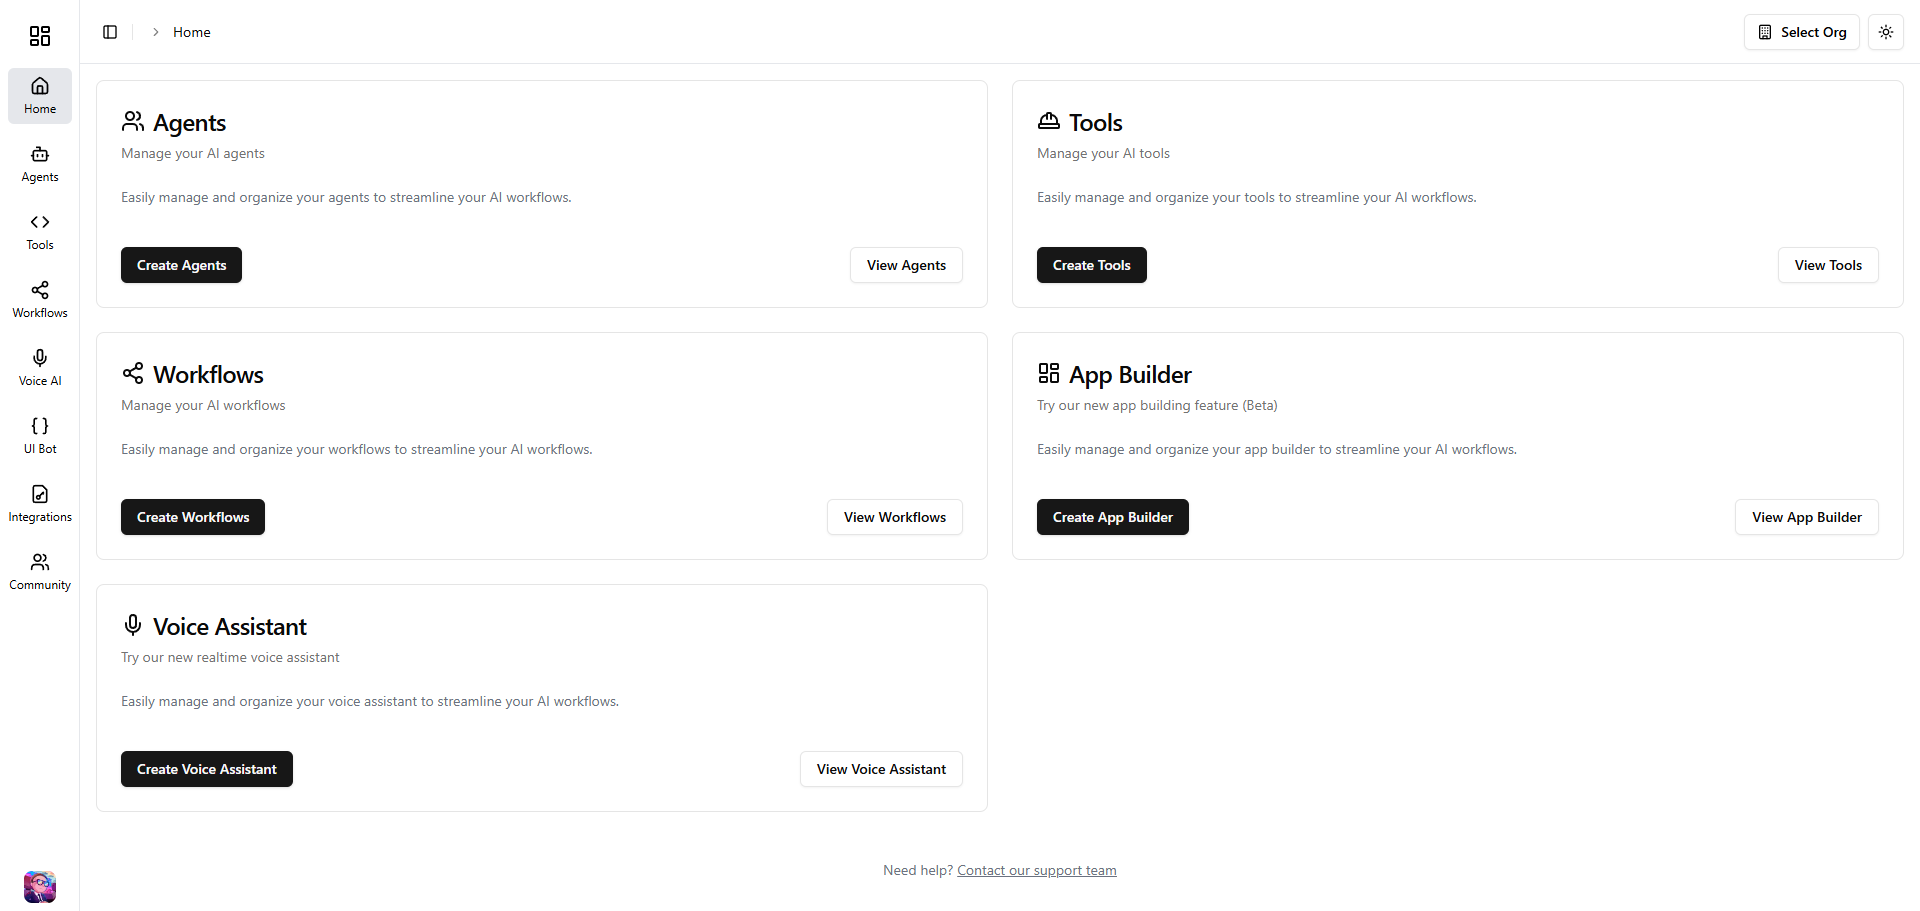 Home
Select Org
Home
Agents
Tools
Workflows
Voice AI
UI Bot
Integrations
Community
Agents
Manage your AI agents
Easily manage and organize your agents to streamline your AI workflows.
Create Agents
View Agents
Tools
Manage your AI tools
Easily manage and organize your tools to streamline your AI workflows.
Create Tools
View Tools
Workflows
Manage your AI workflows
Easily manage and organize your workflows to streamline your AI workflows.
Create Workflows
View Workflows
App Builder
Try our new app building feature (Beta)
Easily manage and organize your app builder to streamline your AI workflows.
Create App Builder
View App Builder
Voice Assistant
Try our new realtime voice assistant
Easily manage and organize your voice assistant to streamline your AI workflows.
Create Voice Assistant
View Voice Assistant
Need help? Contact our support team